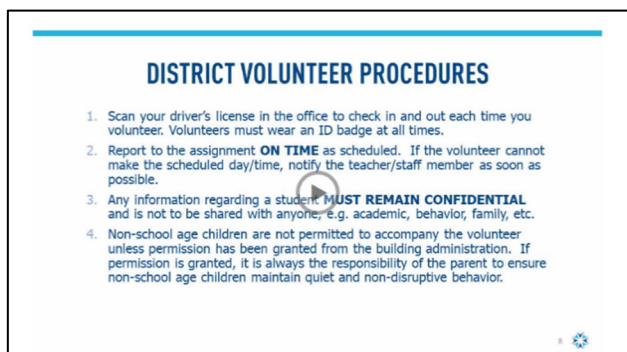 DISTRICT VOLUNTEER PROCEDURES
1. Scan your driver's license in the office to check in and out each time you
volunteer. Volunteers must wear an ID badge at all times.
2. Report to the assignment ON TIME as scheduled. If the volunteer cannot
make the scheduled day/time, notify the teacher/staff member as soon as
possible.
3. Any information regarding a student MUST REMAIN CONFIDENTIAL
and is not to be shared with anyone, e.g. academic, behavior, family, etc.
4. Non-school age children are not permitted to accompany the volunteer
unless permission has been granted from the building administration. If
permission is granted, it is always the responsibility of the parent to ensure
non-school age children maintain quiet and non-disruptive behavior.
8